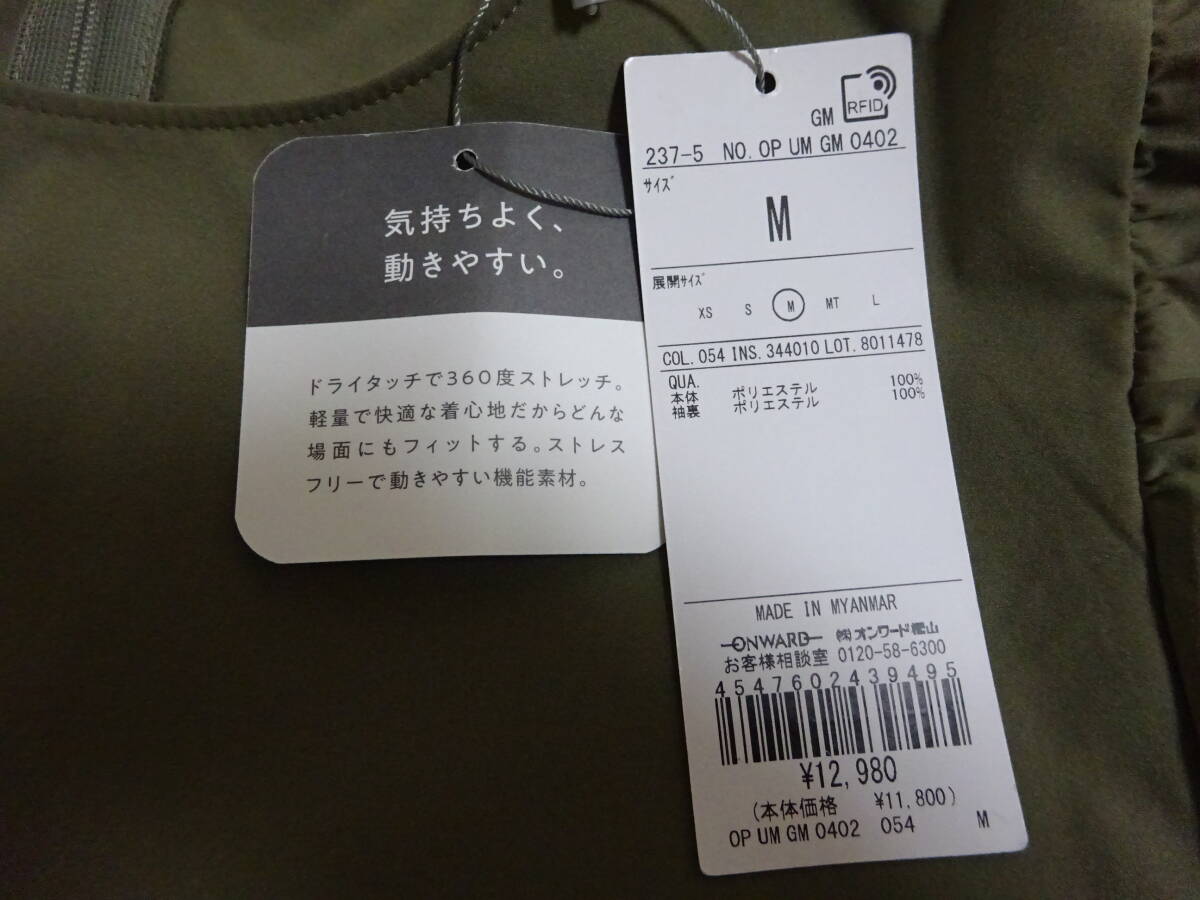 気持ちよく、
動きやすい。
ドライタッチで360度ストレッチ。
軽量で快適な着心地だからどんな
場面にもフィットする。ストレス
フリーで動きやすい機能素材。
GM RFID
237-5 NO. OP UM GM 0402
サイズ
M
展開サイズ
XS S M MT L
COL. 054 INS. 344010 LOT. 8011478
QUA.
本体 ポリエステル 100%
袖裏 ポリエステル 100%
MADE IN MYANMAR
ONWARD ㈱オンワード樫山
お客様相談室 0120-58-6300
4547602439495
¥12,980
(本体価格 ¥11,800)
OP UM GM 0402 054 M